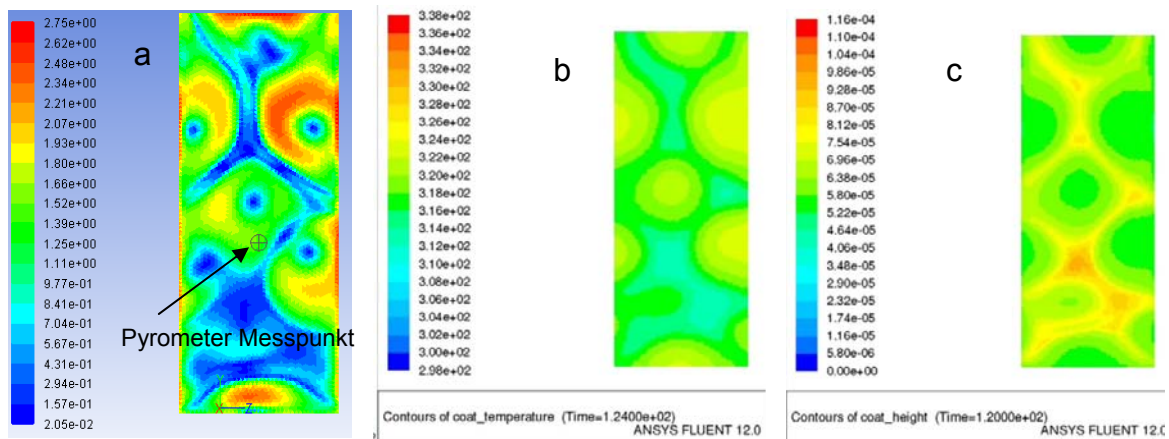 a
2.75e+00
2.62e+00
2.48e+00
2.34e+00
2.21e+00
2.07e+00
1.93e+00
1.80e+00
1.66e+00
1.52e+00
1.39e+00
1.25e+00
1.11e+00
9.77e-01
8.41e-01
7.04e-01
5.67e-01
4.31e-01
2.94e-01
1.57e-01
2.05e-02
Pyrometer Messpunkt
Y
X Z
b
3.38e+02
3.36e+02
3.34e+02
3.32e+02
3.30e+02
3.28e+02
3.26e+02
3.24e+02
3.22e+02
3.20e+02
3.18e+02
3.16e+02
3.14e+02
3.12e+02
3.10e+02
3.08e+02
3.06e+02
3.04e+02
3.02e+02
3.00e+02
2.98e+02
Contours of coat_temperature (Time=1.2400e+02)
ANSYS FLUENT 12.0
c
1.16e-04
1.10e-04
1.04e-04
9.86e-05
9.28e-05
8.70e-05
8.12e-05
7.54e-05
6.96e-05
6.38e-05
5.80e-05
5.22e-05
4.64e-05
4.06e-05
3.48e-05
2.90e-05
2.32e-05
1.74e-05
1.16e-05
5.80e-06
0.00e+00
Contours of coat_height (Time=1.2000e+02)
ANSYS FLUENT 12.0